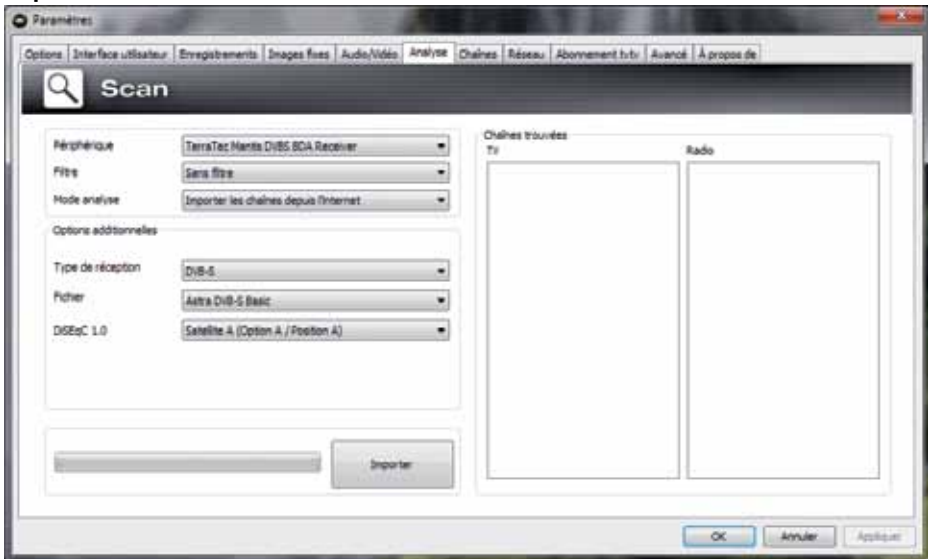 Paramètres
Options Interface utilisateur Enregistrements Images fixes Audio/Vidéo Analyse Chaînes Réseau Abonnement tvtv Avancé À propos de
Scan
Périphérique TerraTec Mantis DVBS BDA Receiver
Filtre Sans filtre
Mode analyse Importer les chaînes depuis l'Internet
Options additionnelles
Type de réception DVB-S
Fichier Astra DVB-S Basic
DiSEqC 1.0 Satellite A (Option A / Position A)
Importer
Chaînes trouvées
TV Radio
OK Annuler Appliquer